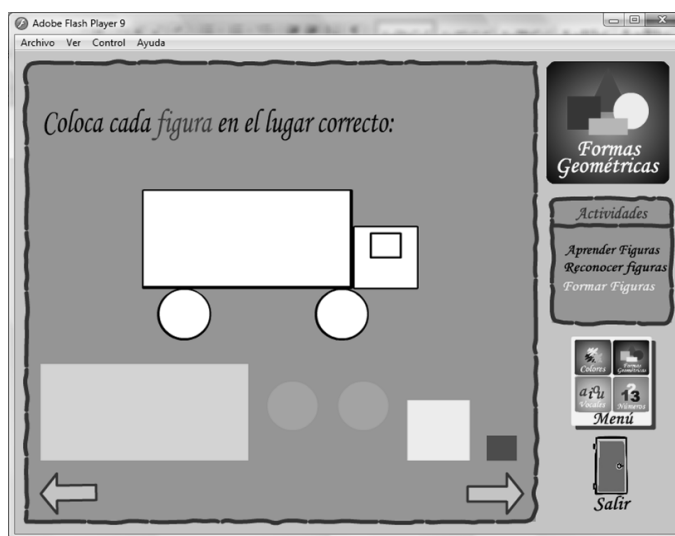 Adobe Flash Player 9
Archivo Ver Control Ayuda
Coloca cada figura en el lugar correcto:
Formas
Geométricas
Actividades
Aprender Figuras
Reconocer figuras
Formar Figuras
Colores
Formas
Geométricas
aiou
Vocales
13
Números
Menú
Salir